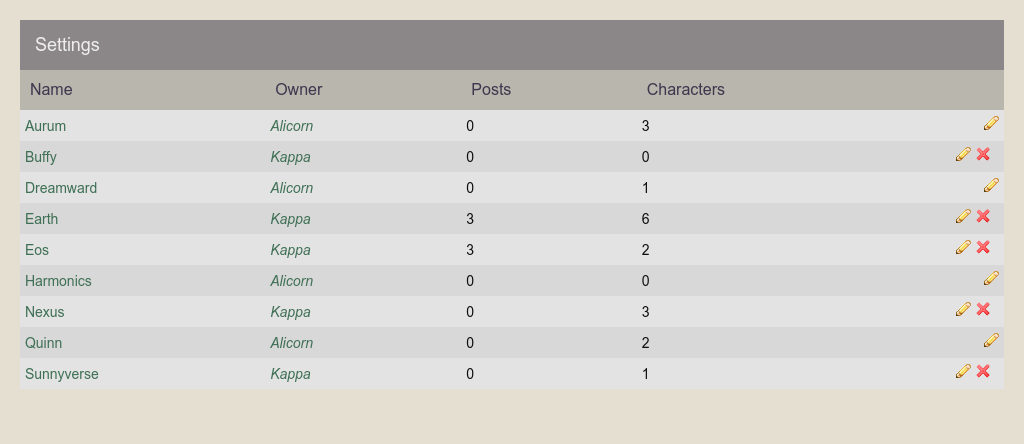 Settings
Name Owner Posts Characters
Aurum Alicorn 0 3
Buffy Kappa 0 0
Dreamward Alicorn 0 1
Earth Kappa 3 6
Eos Kappa 3 2
Harmonics Alicorn 0 0
Nexus Kappa 0 3
Quinn Alicorn 0 2
Sunnyverse Kappa 0 1